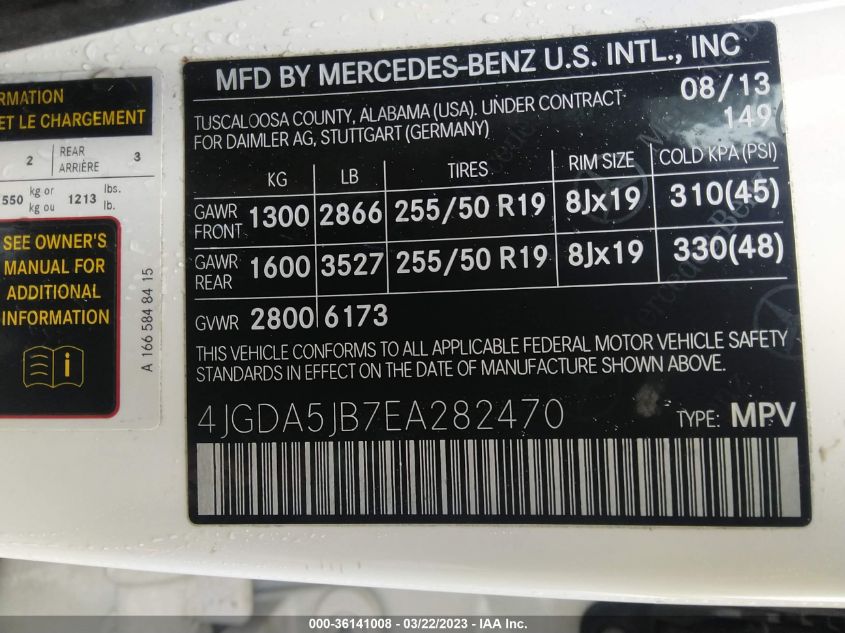 RMATION
ET LE CHARGEMENT
2 REAR ARRIÈRE 3
550 kg or kg ou 1213 lbs. lb.
SEE OWNER'S
MANUAL FOR
ADDITIONAL
INFORMATION
i
A 166 584 84 15
MFD BY MERCEDES-BENZ U.S. INTL., INC
TUSCALOOSA COUNTY, ALABAMA (USA). UNDER CONTRACT 08/13
FOR DAIMLER AG, STUTTGART (GERMANY) 149
KG LB TIRES RIM SIZE COLD KPA (PSI)
GAWR FRONT 1300 2866 255/50 R19 8Jx19 310(45)
GAWR REAR 1600 3527 255/50 R19 8Jx19 330(48)
GVWR 2800 6173
THIS VEHICLE CONFORMS TO ALL APPLICABLE FEDERAL MOTOR VEHICLE SAFETY
STANDARDS IN EFFECT ON THE DATE OF MANUFACTURE SHOWN ABOVE.
4JGDA5JB7EA282470 TYPE: MPV
000-36141008 - 03/22/2023 - IAA Inc.